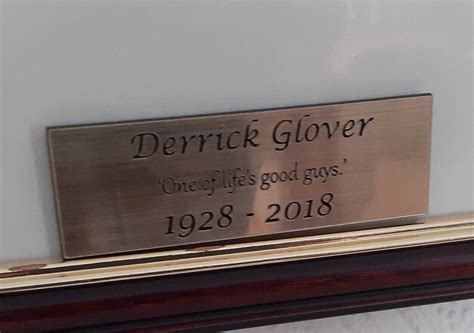 Derrick Glover
'One of life's good guys.'
1928 - 2018